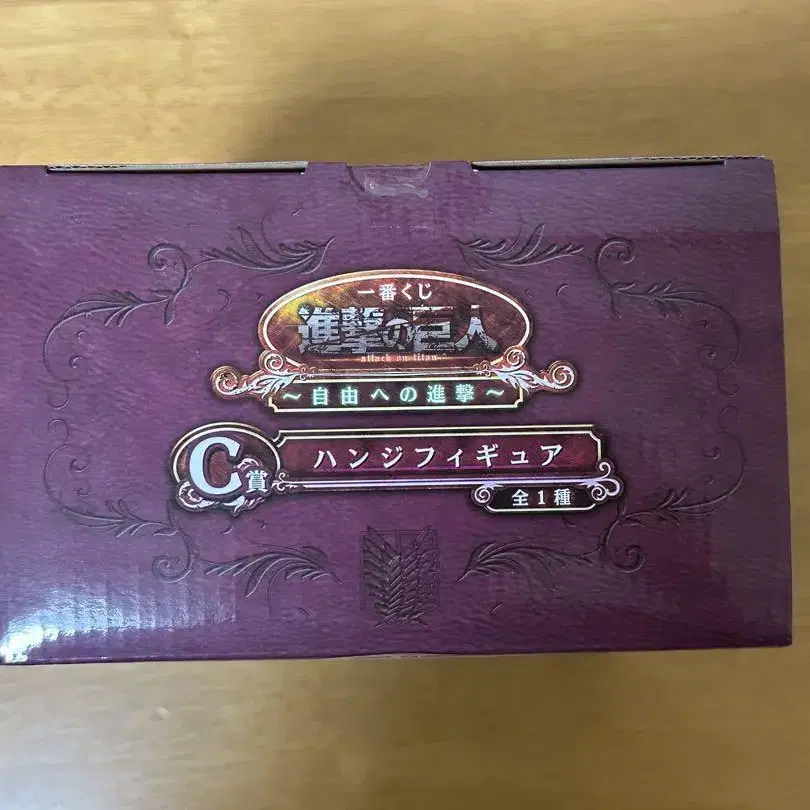 一番くじ
進撃の巨人
attack on titan
～自由への進撃～
C賞
ハンジフィギュア
全1種